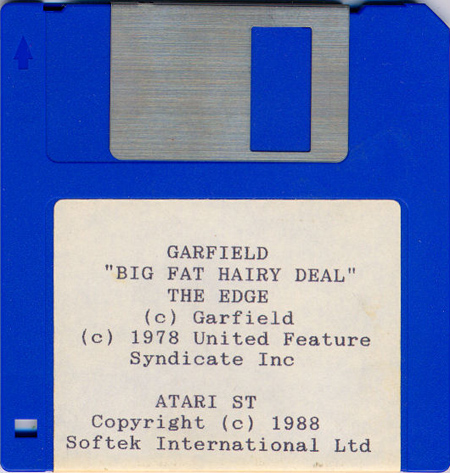 GARFIELD
"BIG FAT HAIRY DEAL"
THE EDGE
(c) Garfield
(c) 1978 United Feature
Syndicate Inc
ATARI ST
Copyright (c) 1988
Softek International Ltd